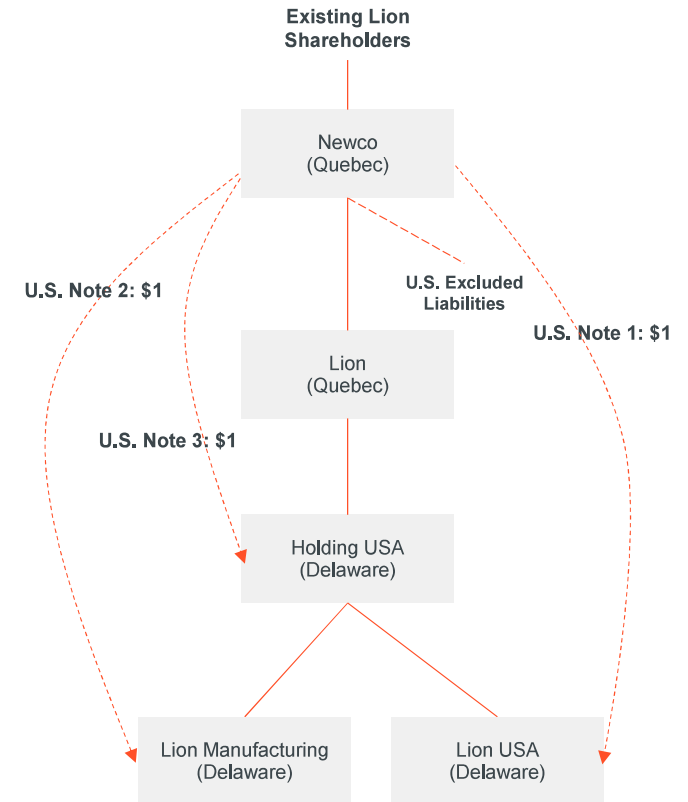 Existing Lion
Shareholders
Newco
(Quebec)
U.S. Note 2: $1
U.S. Excluded
Liabilities
U.S. Note 1: $1
Lion
(Quebec)
U.S. Note 3: $1
Holding USA
(Delaware)
Lion Manufacturing
(Delaware)
Lion USA
(Delaware)